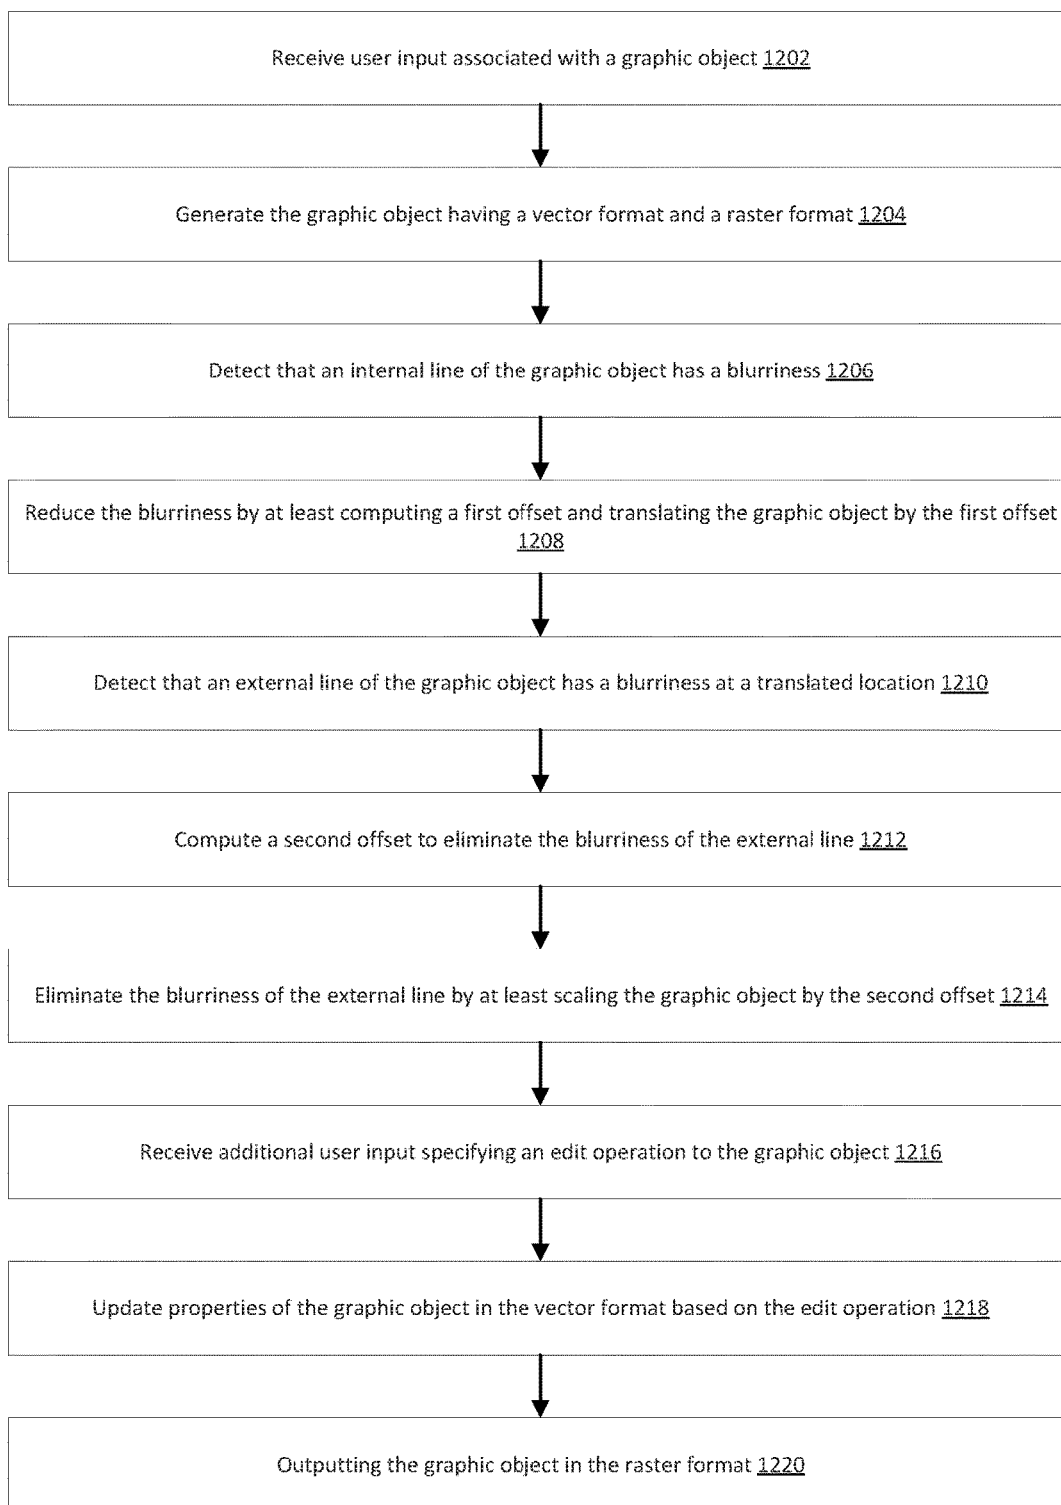 Receive user input associated with a graphic object 1202
Generate the graphic object having a vector format and a raster format 1204
Detect that an internal line of the graphic object has a blurriness 1206
Reduce the blurriness by at least computing a first offset and translating the graphic object by the first offset
1208
Detect that an external line of the graphic object has a blurriness at a translated location 1210
Compute a second offset to eliminate the blurriness of the external line 1212
Eliminate the blurriness of the external line by at least scaling the graphic object by the second offset 1214
Receive additional user input specifying an edit operation to the graphic object 1216
Update properties of the graphic object in the vector format based on the edit operation 1218
Outputting the graphic object in the raster format 1220